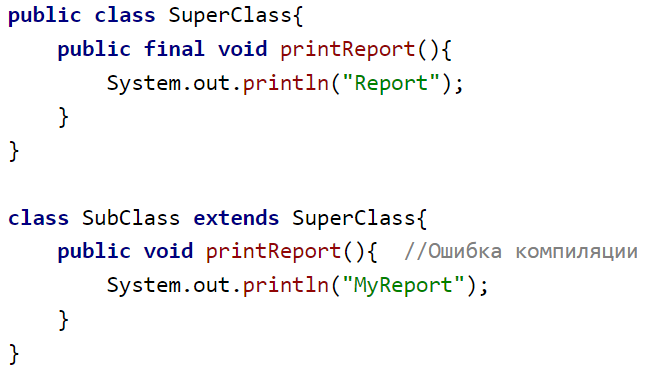 public class SuperClass{
    public final void printReport(){
        System.out.println("Report");
    }
}

class SubClass extends SuperClass{
    public void printReport(){  //Ошибка компиляции
        System.out.println("MyReport");
    }
}